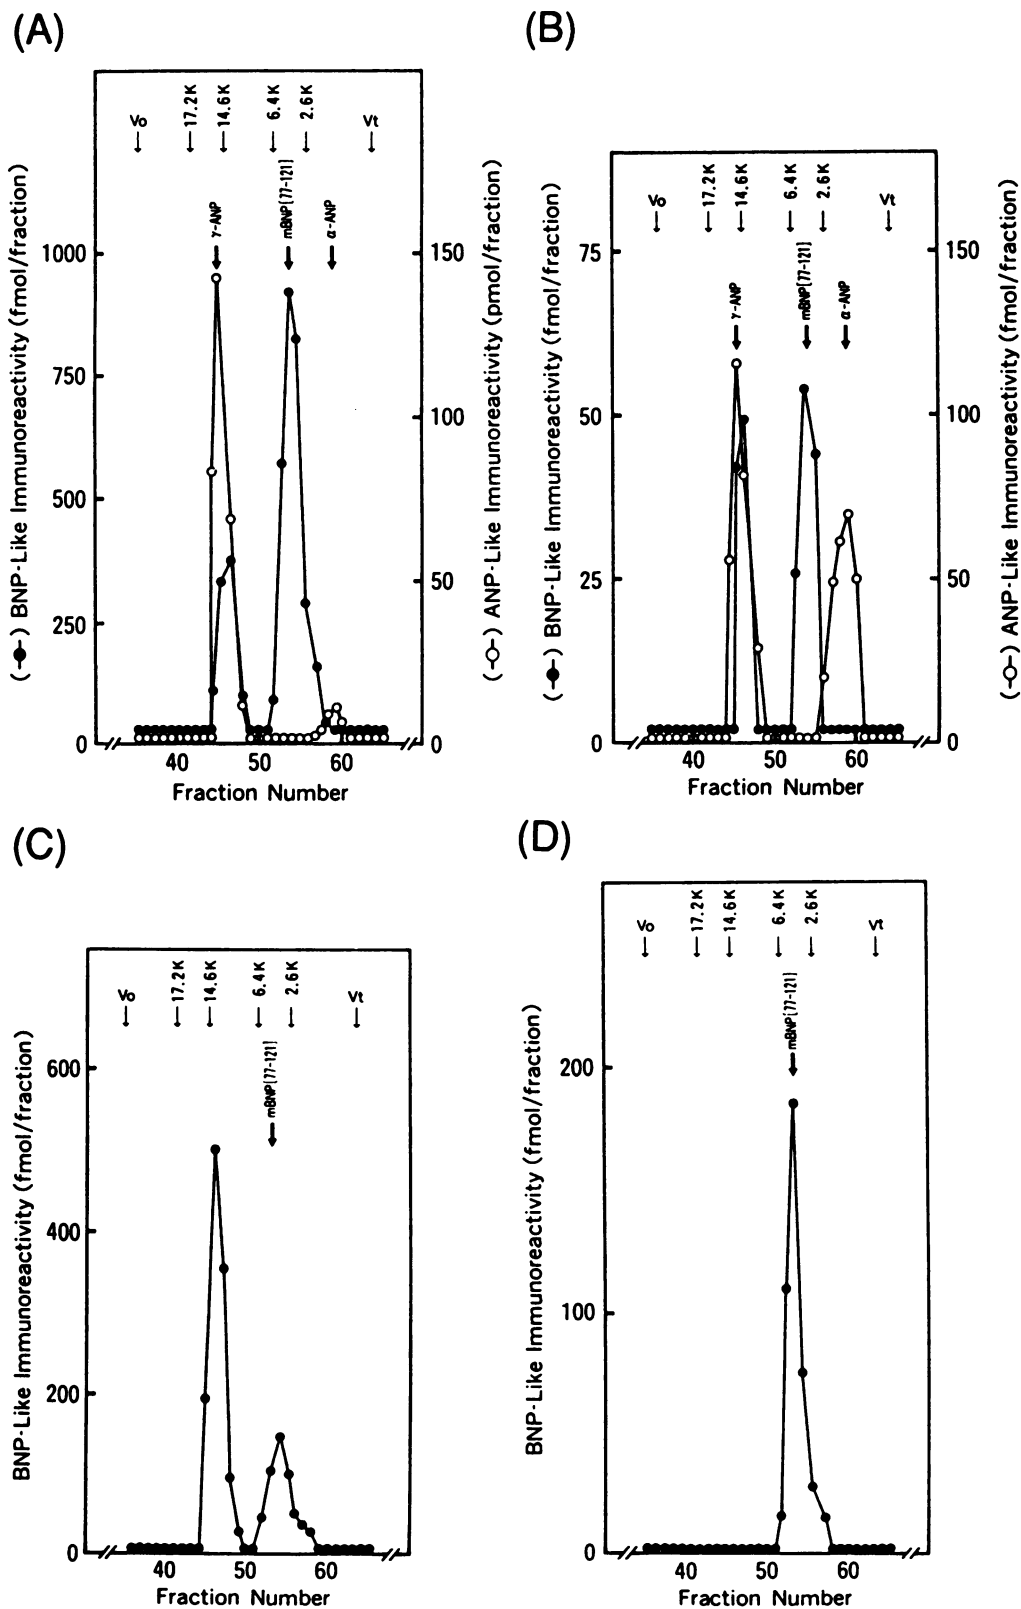 (A)
Vo
17.2K
14.6K
6.4K
2.6K
Vt
γ-ANP
mBNP[77-121]
α-ANP
1000
750
500
250
0
150
100
50
0
40
50
60
(-●-) BNP-Like Immunoreactivity (fmol/fraction)
(-○-) ANP-Like Immunoreactivity (pmol/fraction)
Fraction Number
(B)
Vo
17.2K
14.6K
6.4K
2.6K
Vt
γ-ANP
mBNP[77-121]
α-ANP
75
50
25
0
150
100
50
0
40
50
60
(-●-) BNP-Like Immunoreactivity (fmol/fraction)
(-○-) ANP-Like Immunoreactivity (fmol/fraction)
Fraction Number
(C)
Vo
17.2K
14.6K
6.4K
2.6K
Vt
mBNP[77-121]
600
400
200
0
40
50
60
BNP-Like Immunoreactivity (fmol/fraction)
Fraction Number
(D)
Vo
17.2K
14.6K
6.4K
2.6K
Vt
mBNP[77-121]
200
100
0
40
50
60
BNP-Like Immunoreactivity (fmol/fraction)
Fraction Number